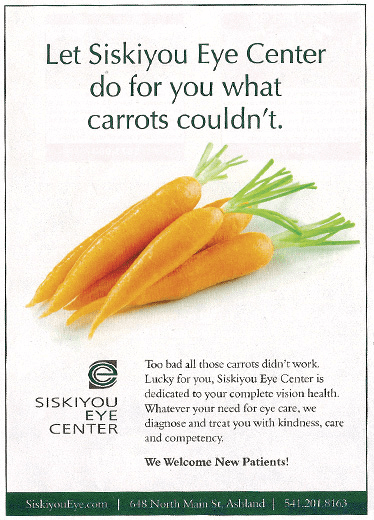 Let Siskiyou Eye Center
do for you what
carrots couldn't.
Too bad all those carrots didn't work.
Lucky for you, Siskiyou Eye Center is
dedicated to your complete vision health.
Whatever your need for eye care, we
diagnose and treat you with kindness, care
and competency.
We Welcome New Patients!
SISKIYOU
EYE
CENTER
SiskiyouEye.com | 648 North Main St, Ashland | 541.201.8163